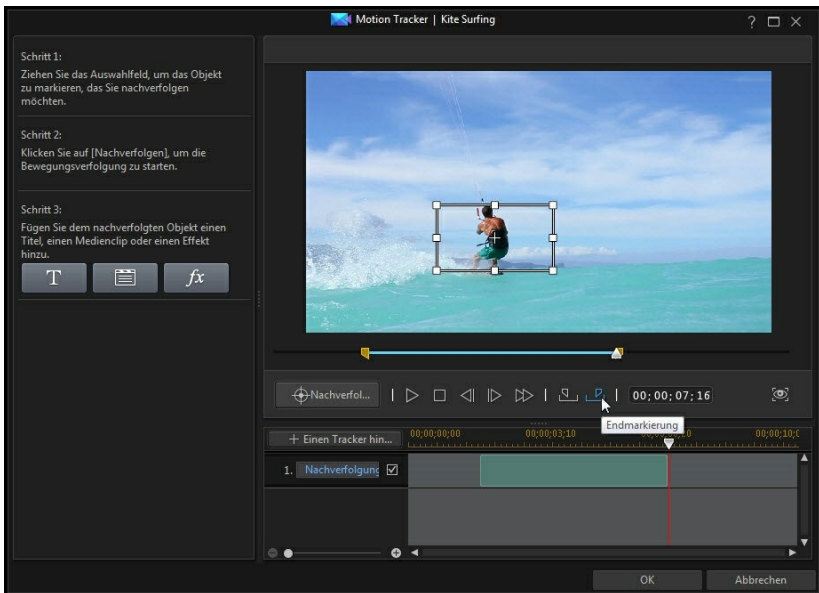 Motion Tracker | Kite Surfing
Schritt 1:
Ziehen Sie das Auswahlfeld, um das Objekt
zu markieren, das Sie nachverfolgen
möchten.
Schritt 2:
Klicken Sie auf [Nachverfolgen], um die
Bewegungsverfolgung zu starten.
Schritt 3:
Fügen Sie dem nachverfolgten Objekt einen
Titel, einen Medienclip oder einen Effekt
hinzu.
T
fx
Nachverfol...
00;00;07;16
Endmarkierung
+ Einen Tracker hin...
00;00;00;00
00;00;03;10
1. Nachverfolgung
OK
Abbrechen